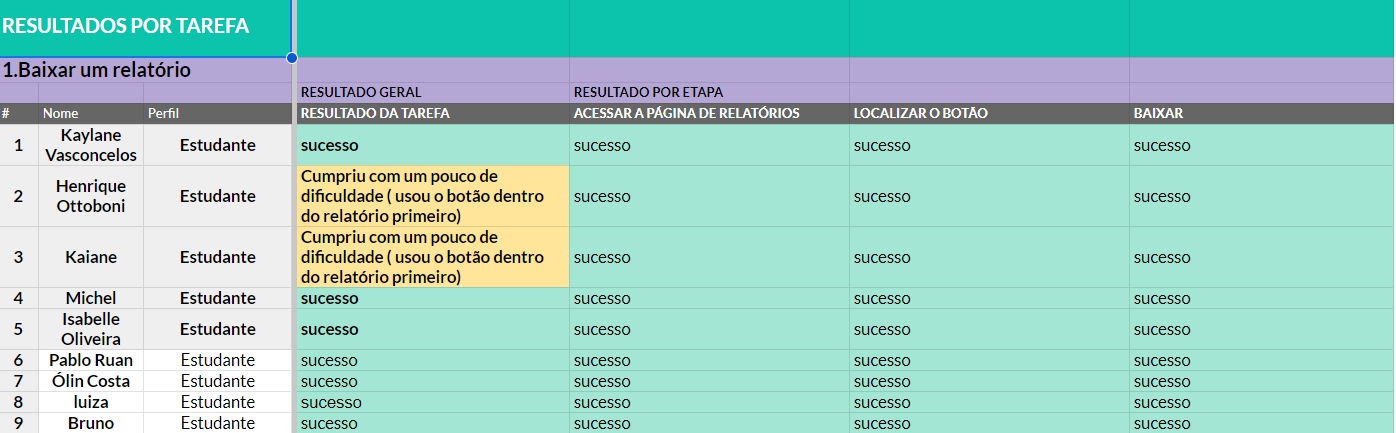 RESULTADOS POR TAREFA
1.Baixar um relatório
RESULTADO GERAL RESULTADO POR ETAPA
# Nome Perfil RESULTADO DA TAREFA ACESSAR A PÁGINA DE RELATÓRIOS LOCALIZAR O BOTÃO BAIXAR
1 Kaylane Vasconcelos Estudante sucesso sucesso sucesso sucesso
2 Henrique Ottoboni Estudante Cumpriu com um pouco de dificuldade ( usou o botão dentro do relatório primeiro) sucesso sucesso sucesso
3 Kaiane Estudante Cumpriu com um pouco de dificuldade ( usou o botão dentro do relatório primeiro) sucesso sucesso sucesso
4 Michel Estudante sucesso sucesso sucesso sucesso
5 Isabelle Oliveira Estudante sucesso sucesso sucesso sucesso
6 Pablo Ruan Estudante sucesso sucesso sucesso sucesso
7 Ólin Costa Estudante sucesso sucesso sucesso sucesso
8 luiza Estudante sucesso sucesso sucesso sucesso
9 Bruno Estudante sucesso sucesso sucesso sucesso